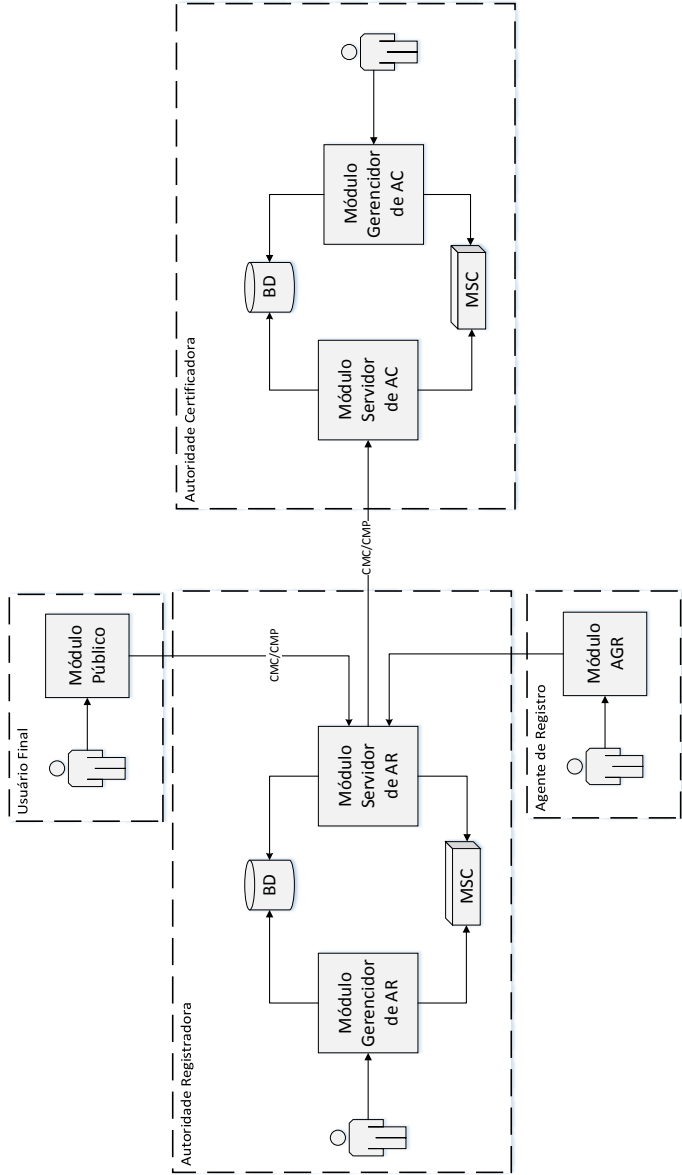 Usuário Final
Módulo
Público
CMC/CMP
Autoridade Registradora
BD
Módulo
Gerencidor
de AR
Módulo
Servidor
de AR
MSC
Agente de Registro
Módulo
AGR
CMC/CMP
Autoridade Certificadora
BD
Módulo
Servidor
de AC
Módulo
Gerencidor
de AC
MSC